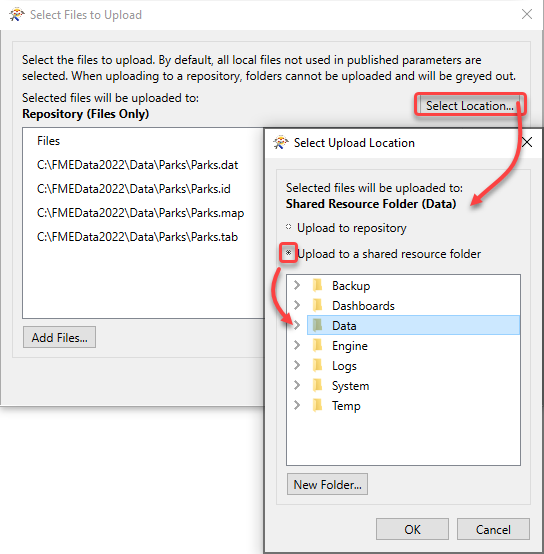 Select Files to Upload
Select the files to upload. By default, all local files not used in published parameters are
selected. When uploading to a repository, folders cannot be uploaded and will be greyed out.
Selected files will be uploaded to:
Repository (Files Only)
Select Location...
Files
C:\FMEData2022\Data\Parks\Parks.dat
C:\FMEData2022\Data\Parks\Parks.id
C:\FMEData2022\Data\Parks\Parks.map
C:\FMEData2022\Data\Parks\Parks.tab
Add Files...
Select Upload Location
Selected files will be uploaded to:
Shared Resource Folder (Data)
Upload to repository
Upload to a shared resource folder
Backup
Dashboards
Data
Engine
Logs
System
Temp
New Folder...
OK
Cancel